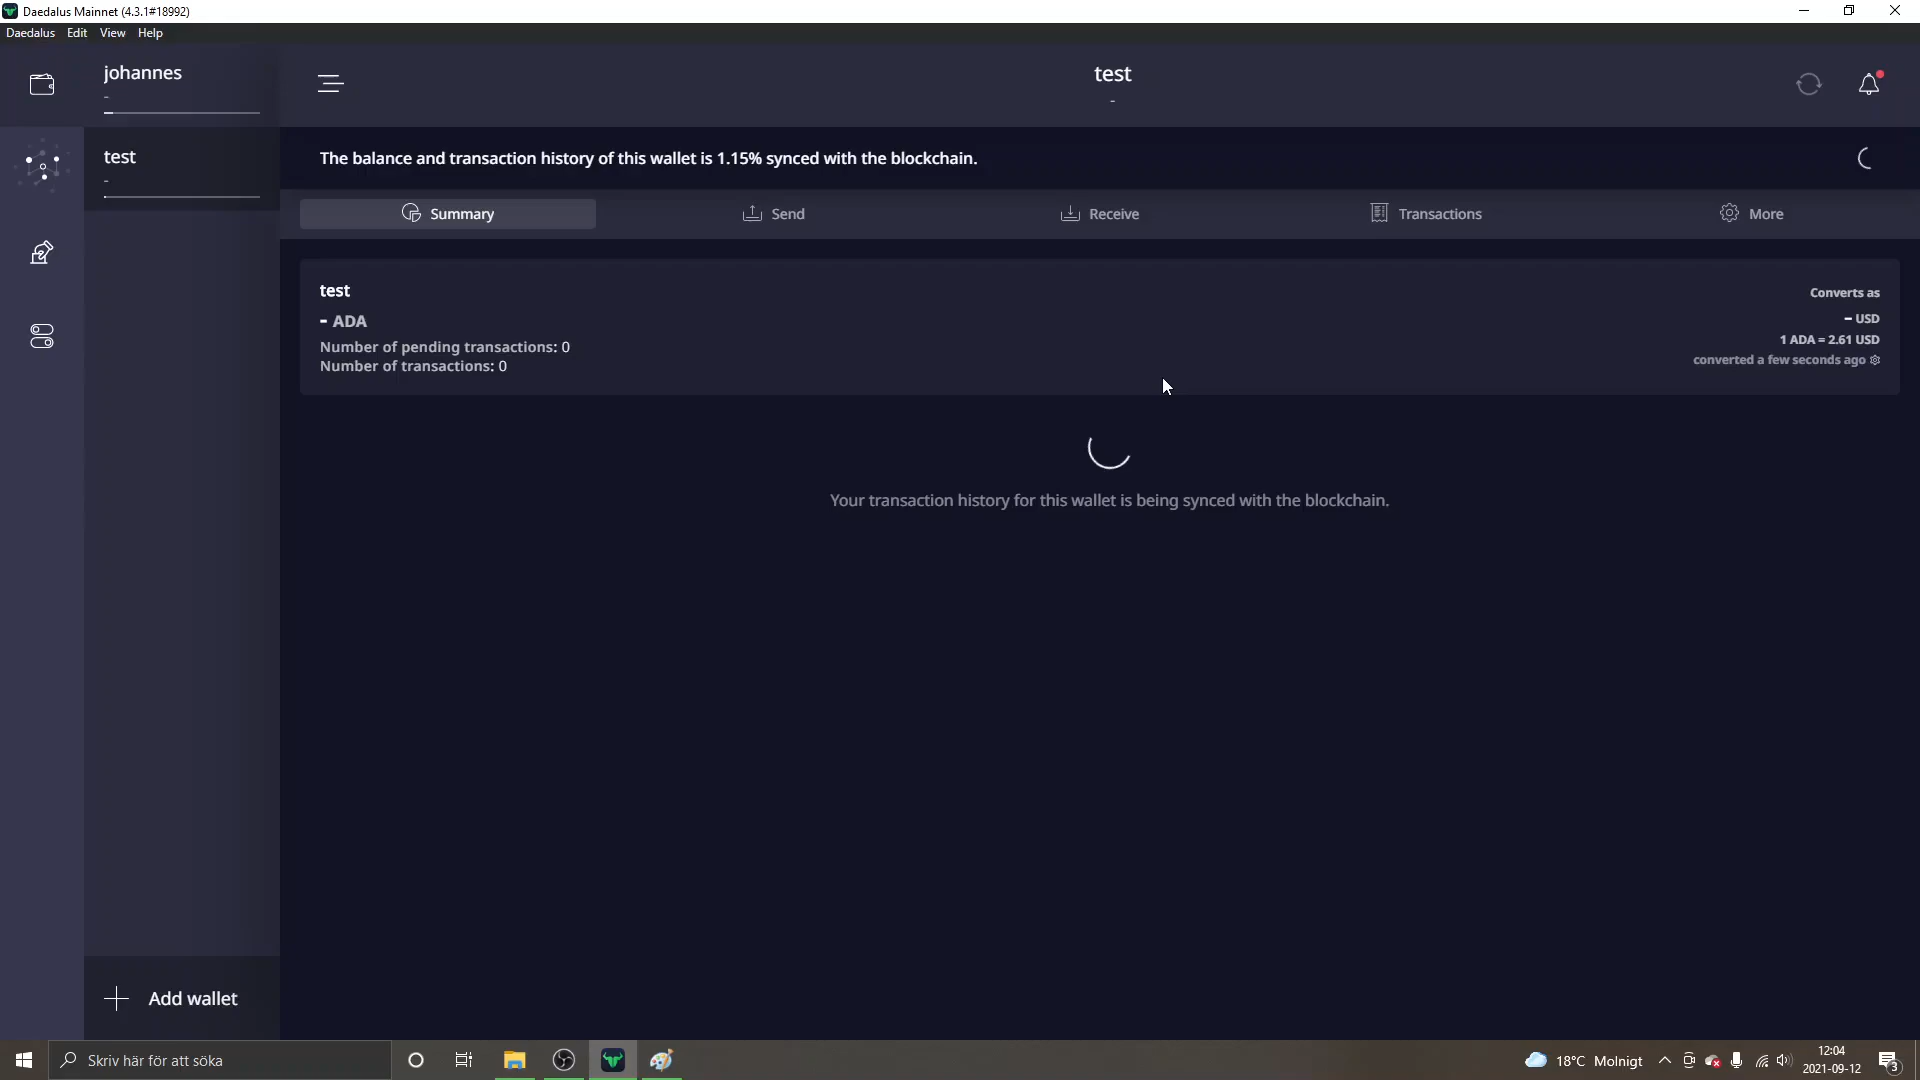 Daedalus Mainnet (4.3.1#18992)
Daedalus Edit View Help
johannes
-
test
-
test
-
The balance and transaction history of this wallet is 1.15% synced with the blockchain.
Summary
Send
Receive
Transactions
More
test
- ADA
Number of pending transactions: 0
Number of transactions: 0
Converts as
- USD
1 ADA = 2.61 USD
converted a few seconds ago
Your transaction history for this wallet is being synced with the blockchain.
Add wallet
Skriv här för att söka
18°C Molnigt
12:04
2021-09-12
3